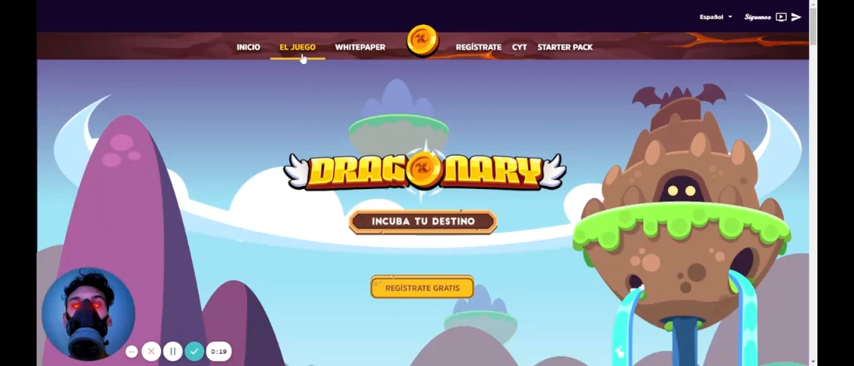 Español
Síguenos
INICIO
EL JUEGO
WHITEPAPER
REGÍSTRATE
CYT
STARTER PACK
DRAGONARY
INCUBA TU DESTINO
REGÍSTRATE GRATIS
0:19